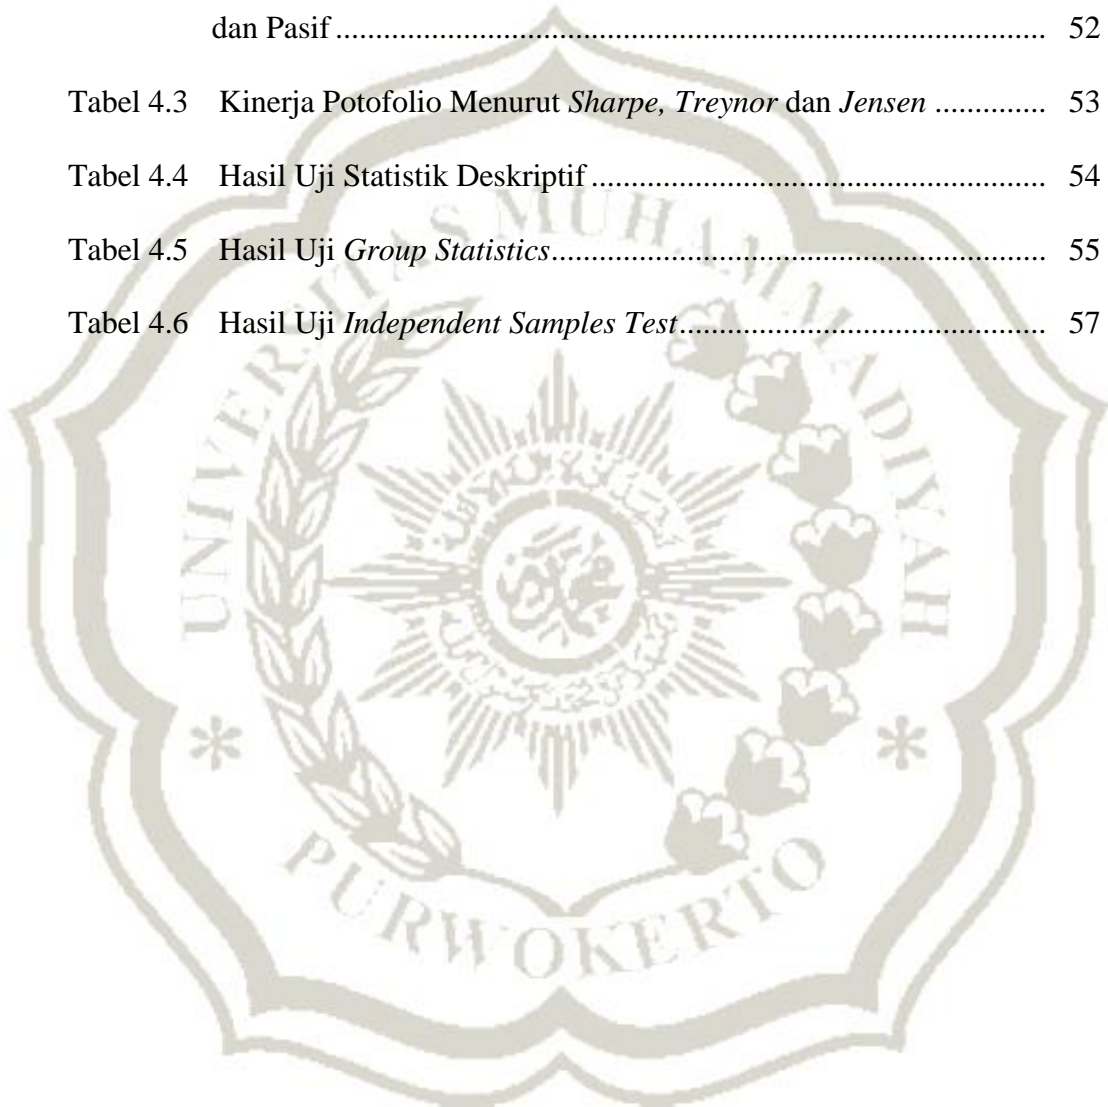 dan Pasif ........................................................................................ 52
Tabel 4.3 Kinerja Potofolio Menurut Sharpe, Treynor dan Jensen .............. 53
Tabel 4.4 Hasil Uji Statistik Deskriptif ........................................................ 54
Tabel 4.5 Hasil Uji Group Statistics............................................................. 55
Tabel 4.6 Hasil Uji Independent Samples Test............................................. 57
UNIVERSITAS MUHAMMADIYAH
PURWOKERTO